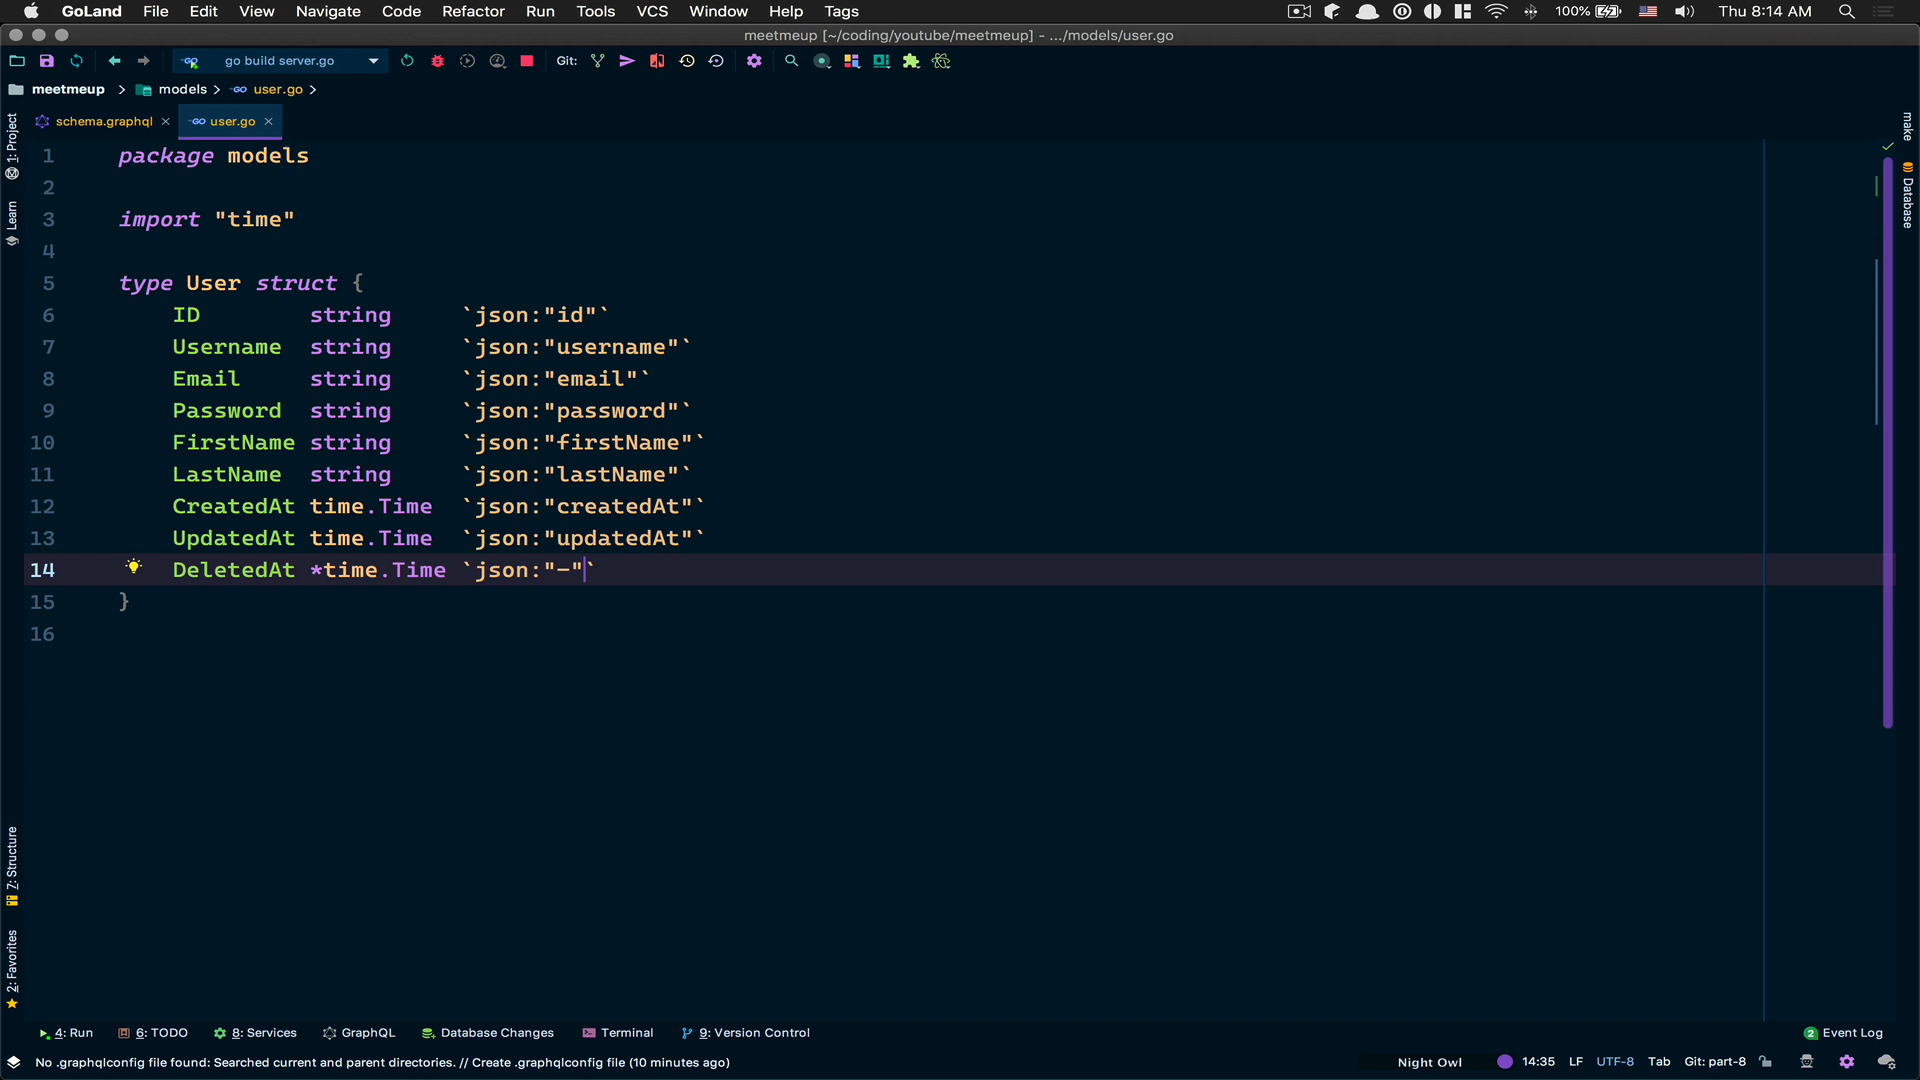 GoLand File Edit View Navigate Code Refactor Run Tools VCS Window Help Tags 100% Thu 8:14 AM
meetmeup [~/coding/youtube/meetmeup] - .../models/user.go
go build server.go Git:
meetmeup models user.go
schema.graphql user.go
1 package models
2
3 import "time"
4
5 type User struct {
6 ID string `json:"id"`
7 Username string `json:"username"`
8 Email string `json:"email"`
9 Password string `json:"password"`
10 FirstName string `json:"firstName"`
11 LastName string `json:"lastName"`
12 CreatedAt time.Time `json:"createdAt"`
13 UpdatedAt time.Time `json:"updatedAt"`
14 DeletedAt *time.Time `json:"-"`
15 }
16
1: Project
Learn
7: Structure
2: Favorites
make
Database
4: Run 6: TODO 8: Services GraphQL Database Changes Terminal 9: Version Control 2 Event Log
No .graphqlconfig file found: Searched current and parent directories. // Create .graphqlconfig file (10 minutes ago) Night Owl 14:35 LF UTF-8 Tab Git: part-8